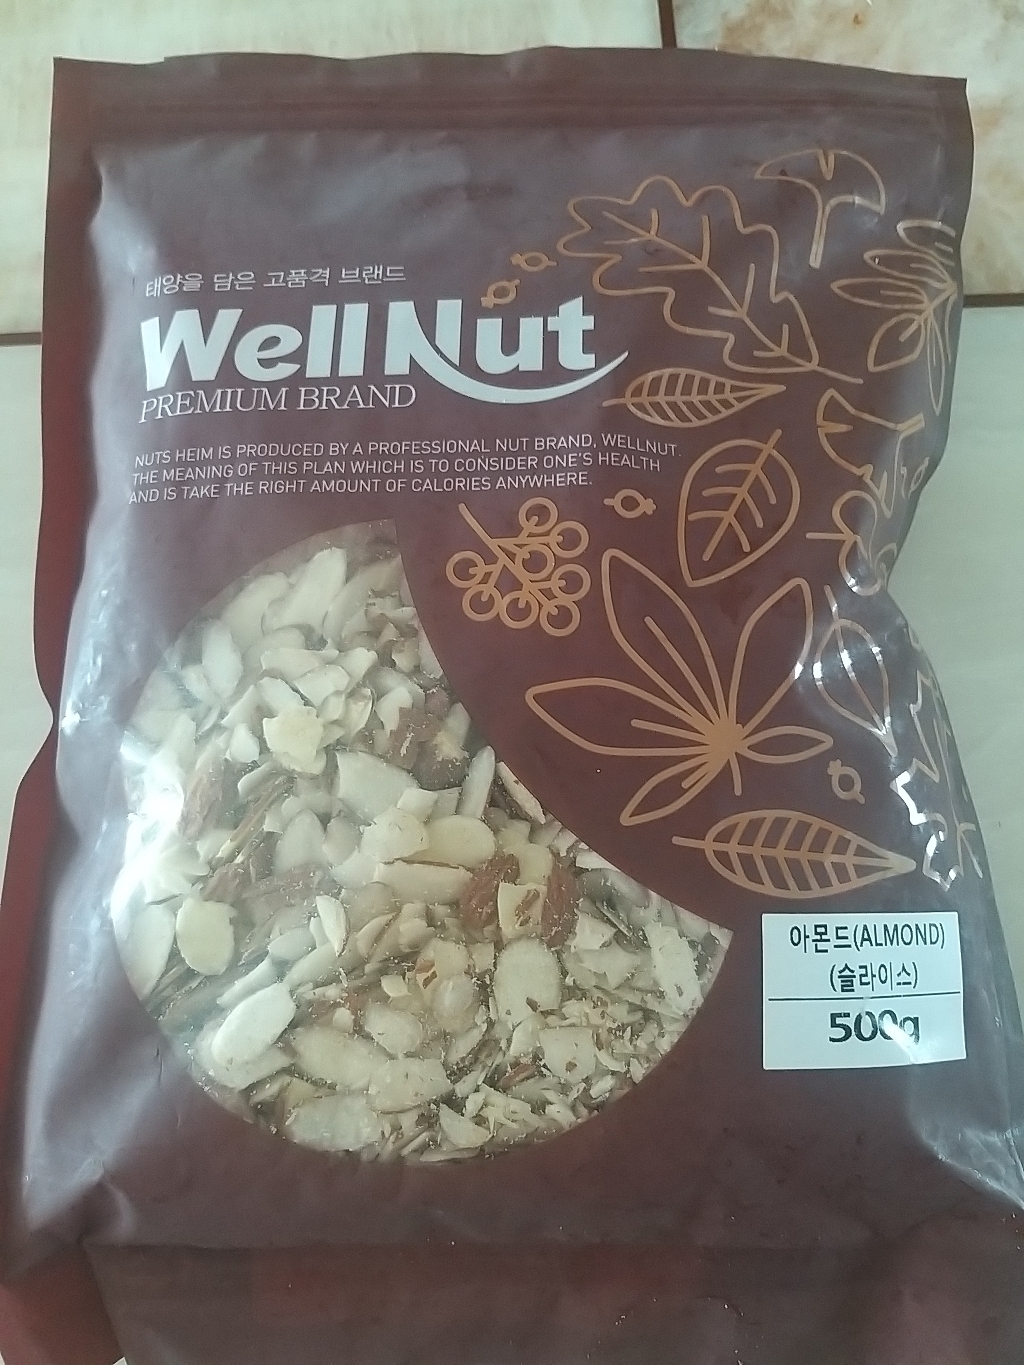 태양을 담은 고품격 브랜드
Well Nut
PREMIUM BRAND
NUTS HEIM IS PRODUCED BY A PROFESSIONAL NUT BRAND, WELLNUT.
THE MEANING OF THIS PLAN WHICH IS TO CONSIDER ONE'S HEALTH
AND IS TAKE THE RIGHT AMOUNT OF CALORIES ANYWHERE.
아몬드(ALMOND)
(슬라이스)
500g